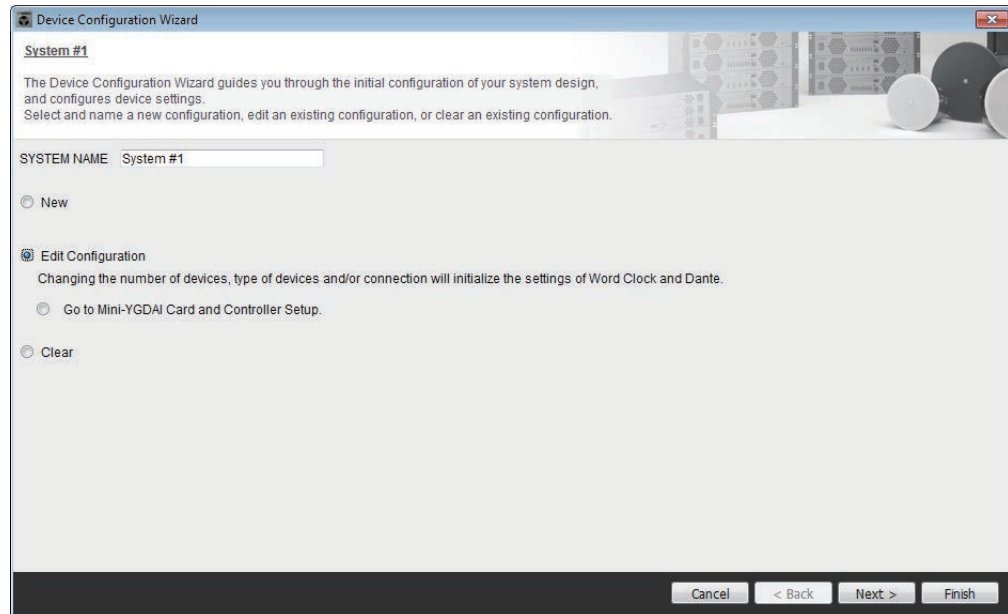 Device Configuration Wizard
System #1
The Device Configuration Wizard guides you through the initial configuration of your system design,
and configures device settings.
Select and name a new configuration, edit an existing configuration, or clear an existing configuration.
SYSTEM NAME System #1
New
Edit Configuration
Changing the number of devices, type of devices and/or connection will initialize the settings of Word Clock and Dante.
Go to Mini-YGDAI Card and Controller Setup.
Clear
Cancel < Back Next > Finish